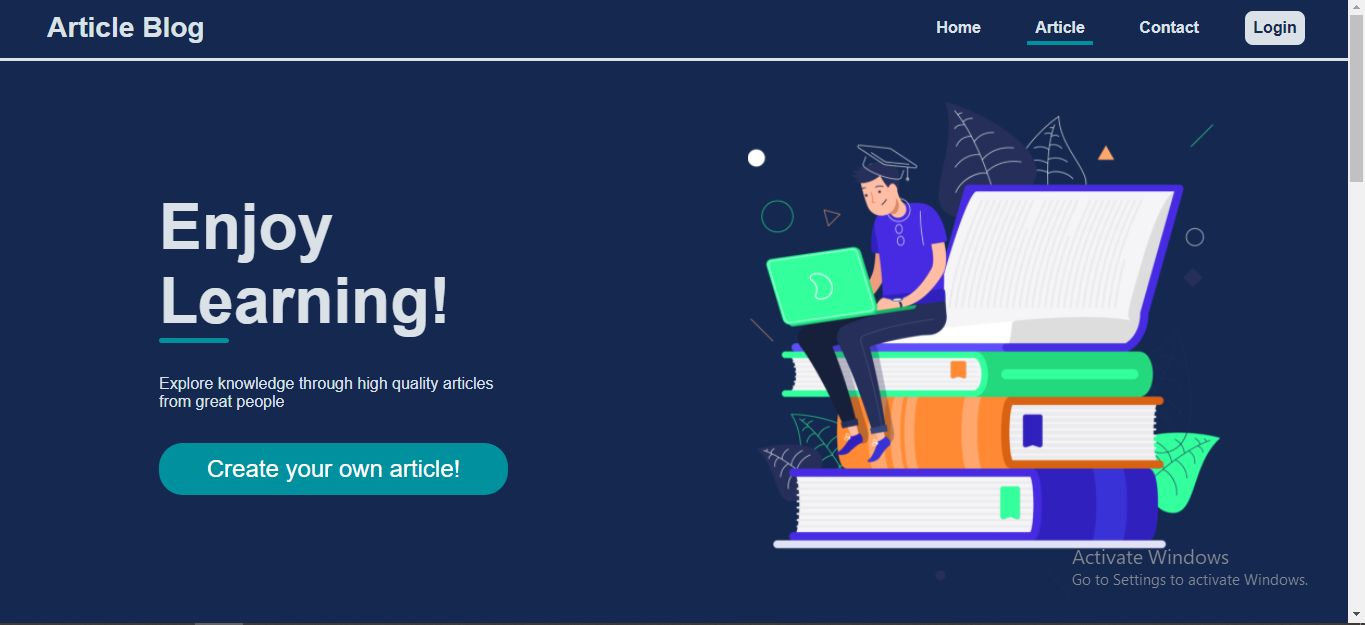 Article Blog
Home
Article
Contact
Login
Enjoy
Learning!
Explore knowledge through high quality articles
from great people
Create your own article!
Activate Windows
Go to Settings to activate Windows.